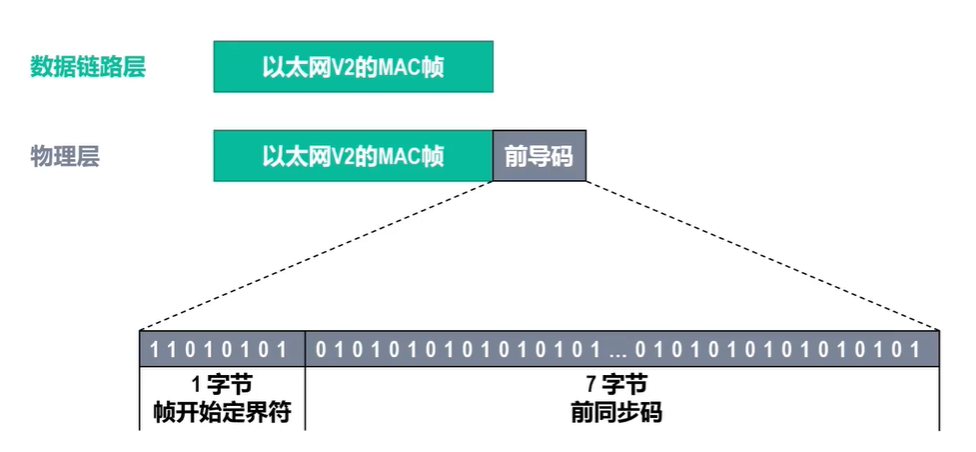 数据链路层
以太网V2的MAC帧
物理层
以太网V2的MAC帧
前导码
1 1 0 1 0 1 0 1
0 1 0 1 0 1 0 1 0 1 0 1 0 1 0 1 ... 0 1 0 1 0 1 0 1 0 1 0 1 0 1 0 1
1 字节
帧开始定界符
7 字节
前同步码